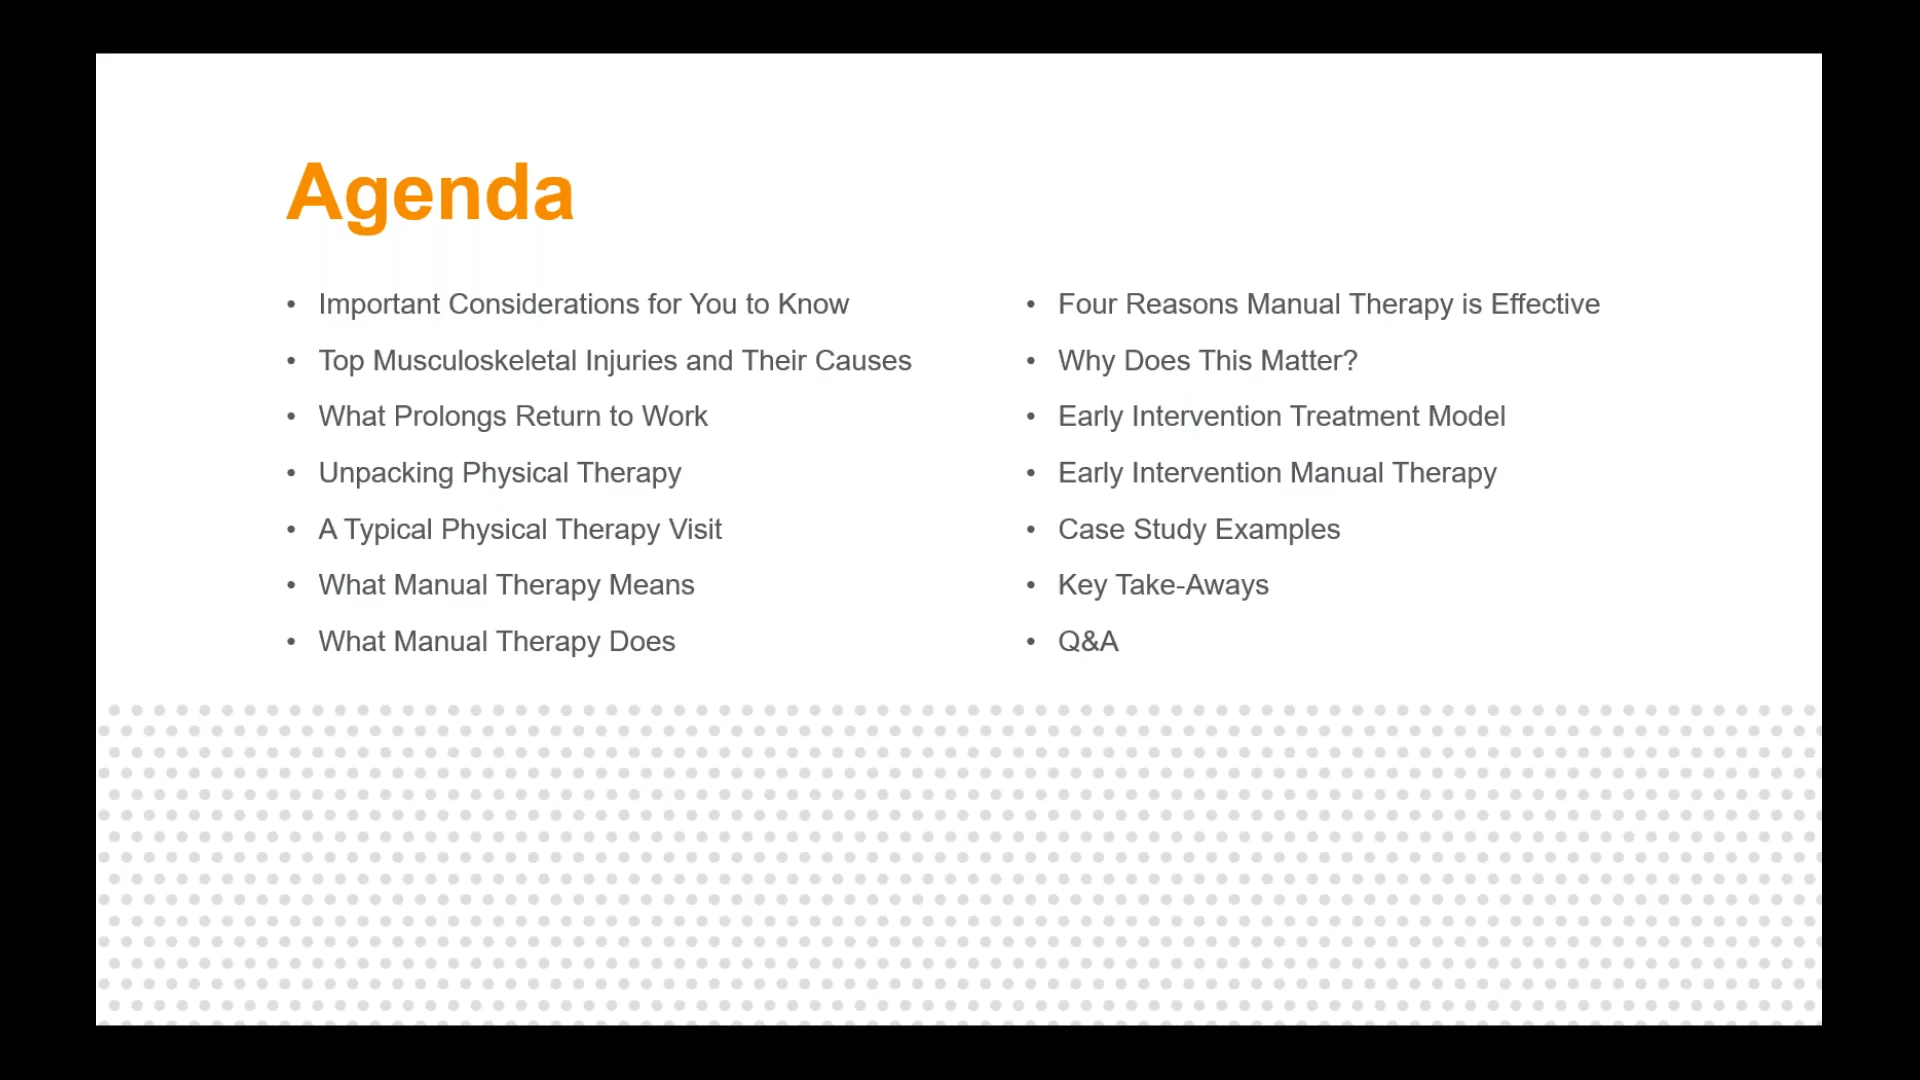 Agenda
• Important Considerations for You to Know
• Top Musculoskeletal Injuries and Their Causes
• What Prolongs Return to Work
• Unpacking Physical Therapy
• A Typical Physical Therapy Visit
• What Manual Therapy Means
• What Manual Therapy Does
• Four Reasons Manual Therapy is Effective
• Why Does This Matter?
• Early Intervention Treatment Model
• Early Intervention Manual Therapy
• Case Study Examples
• Key Take-Aways
• Q&A